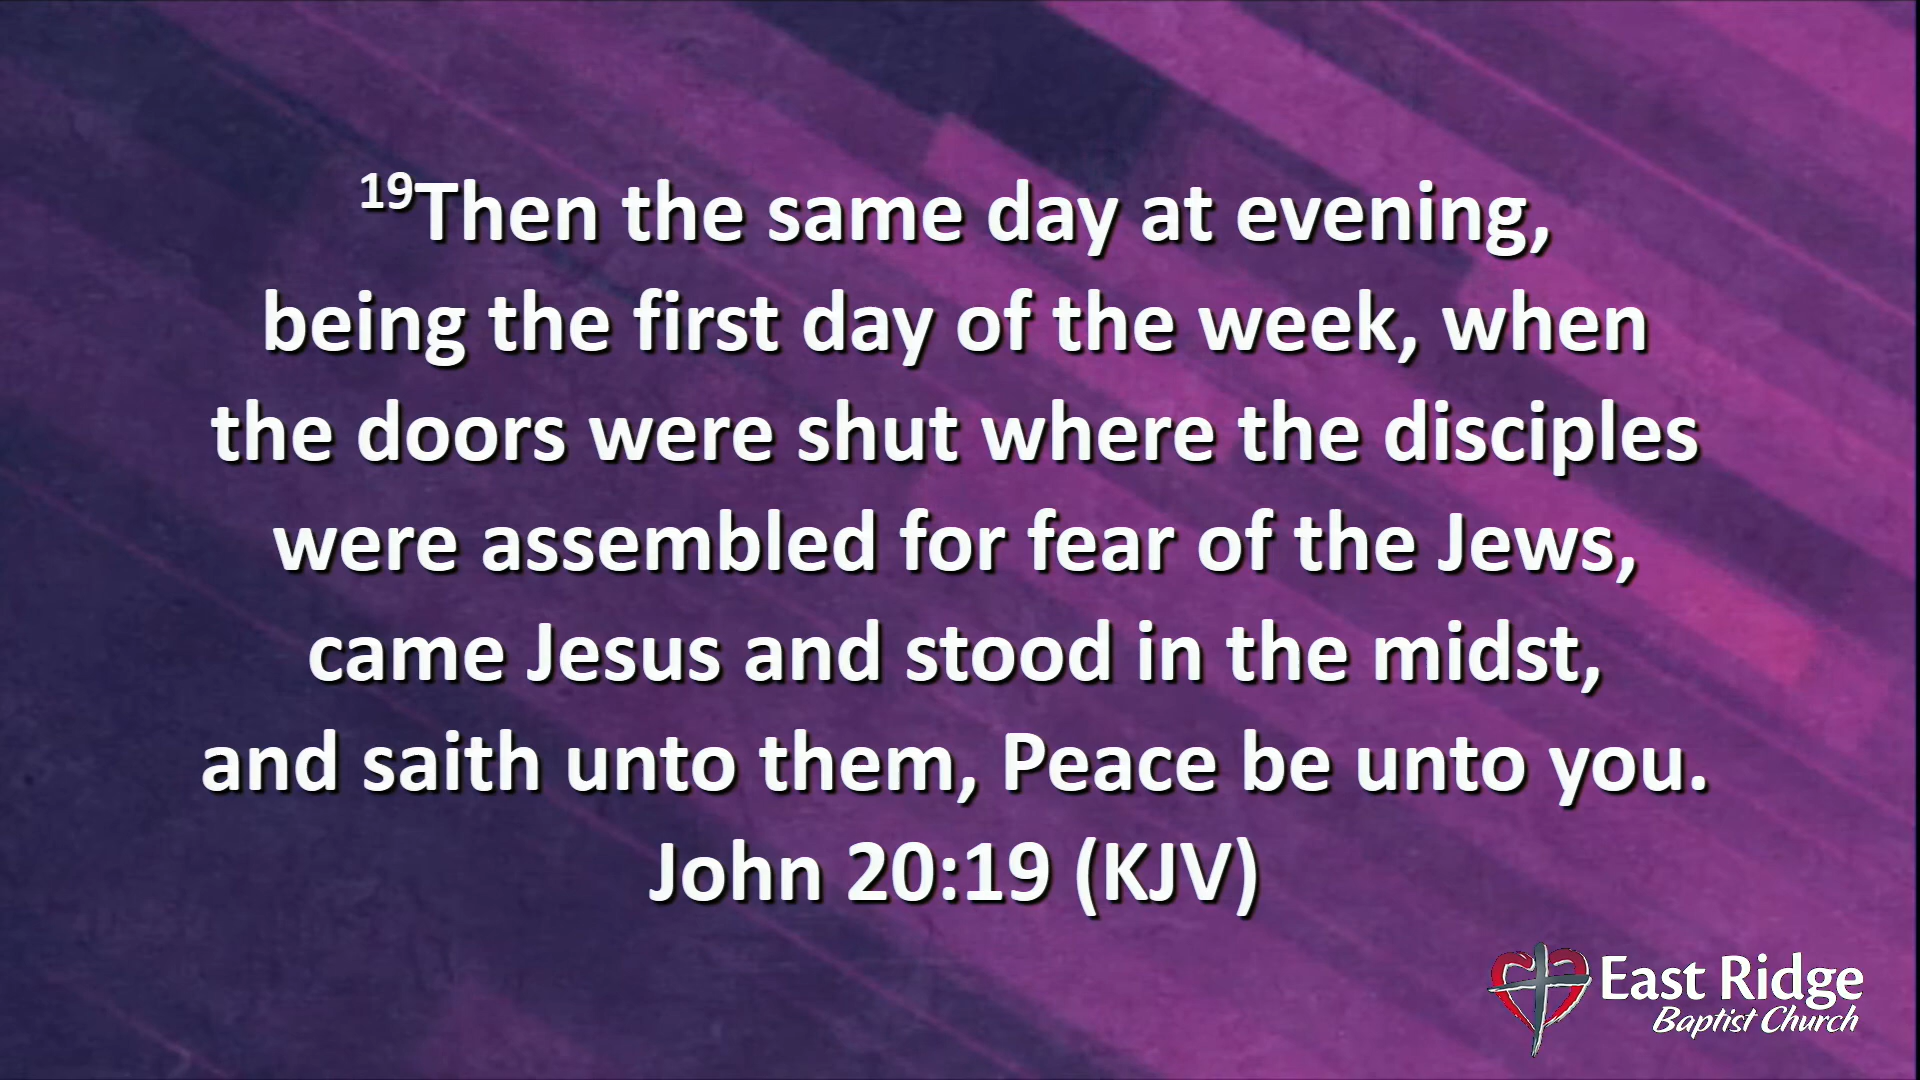 19Then the same day at evening,
being the first day of the week, when
the doors were shut where the disciples
were assembled for fear of the Jews,
came Jesus and stood in the midst,
and saith unto them, Peace be unto you.
John 20:19 (KJV)
East Ridge
Baptist Church